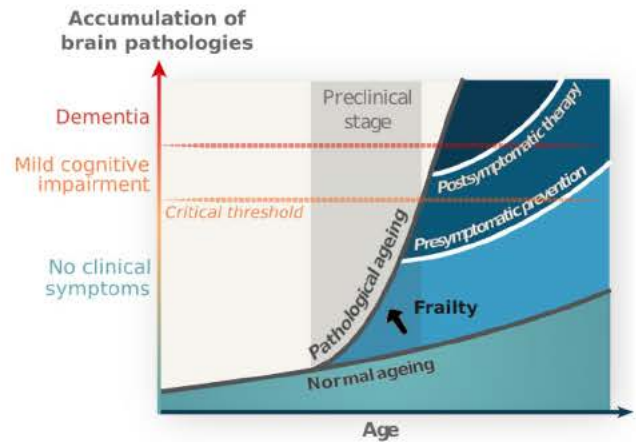 Accumulation of
brain pathologies
Preclinical
stage
Dementia
Mild cognitive
impairment
Critical threshold
No clinical
symptoms
Pathological ageing
Postsymptomatic therapy
Presymptomatic prevention
Frailty
Normal ageing
Age